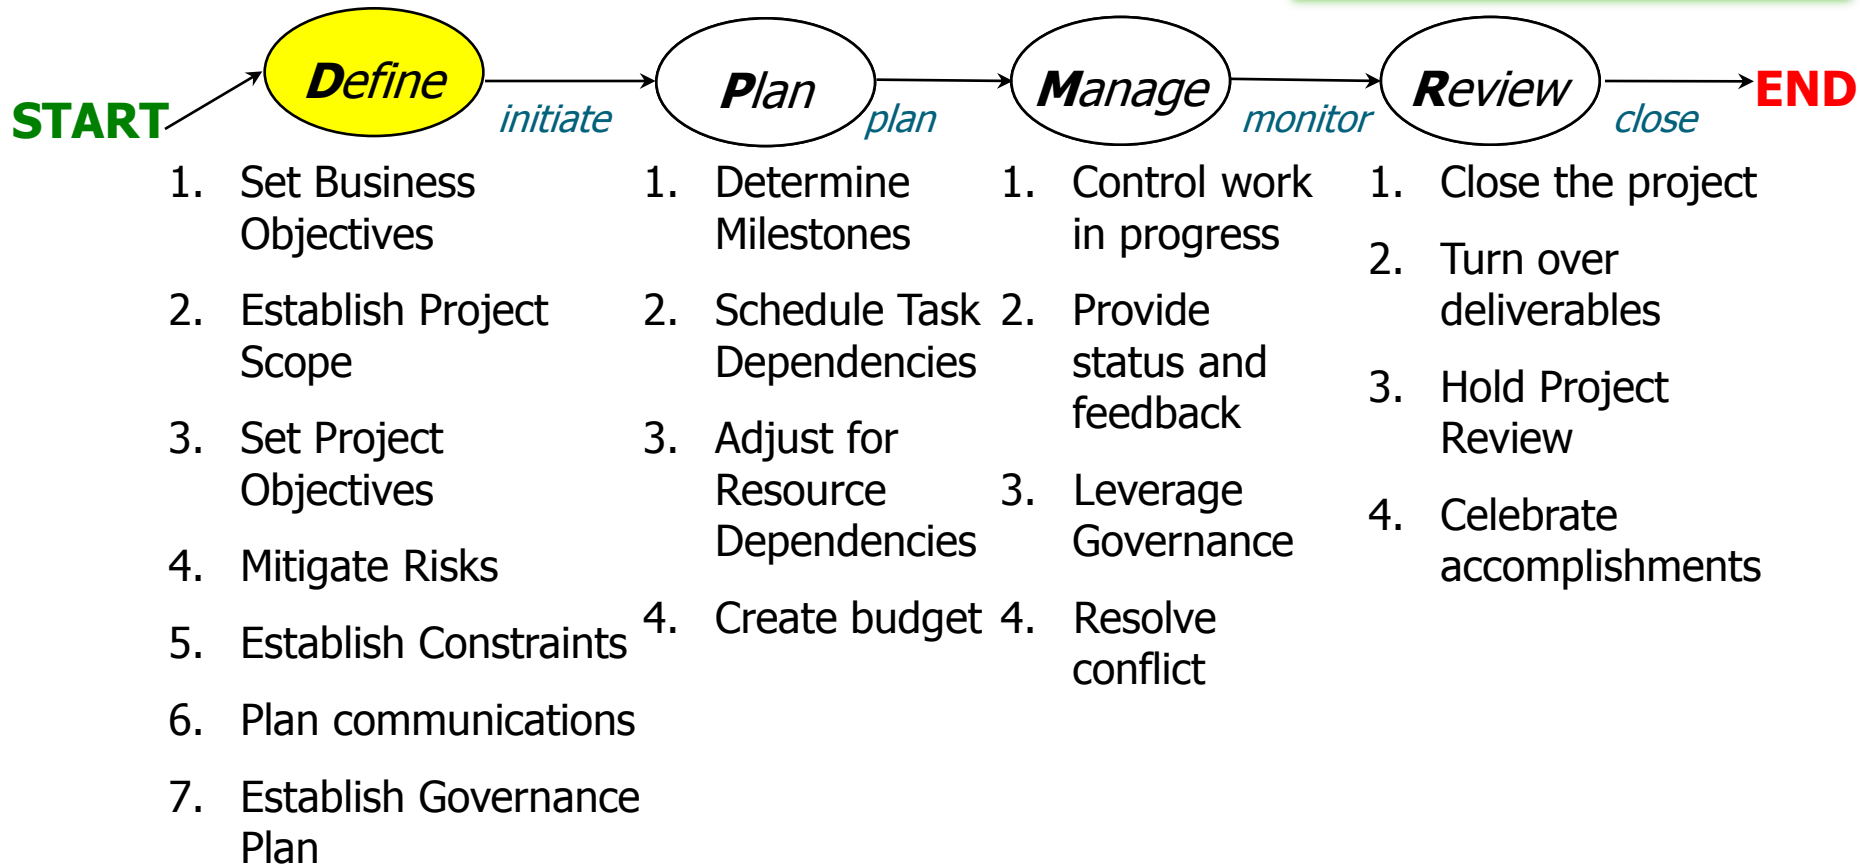 START
Define
initiate
Plan
plan
Manage
monitor
Review
close
END
1. Set Business
Objectives
2. Establish Project
Scope
3. Set Project
Objectives
4. Mitigate Risks
5. Establish Constraints
6. Plan communications
7. Establish Governance
Plan
1. Determine
Milestones
2. Schedule Task
Dependencies
3. Adjust for
Resource
Dependencies
4. Create budget
1. Control work
in progress
2. Provide
status and
feedback
3. Leverage
Governance
4. Resolve
conflict
1. Close the project
2. Turn over
deliverables
3. Hold Project
Review
4. Celebrate
accomplishments